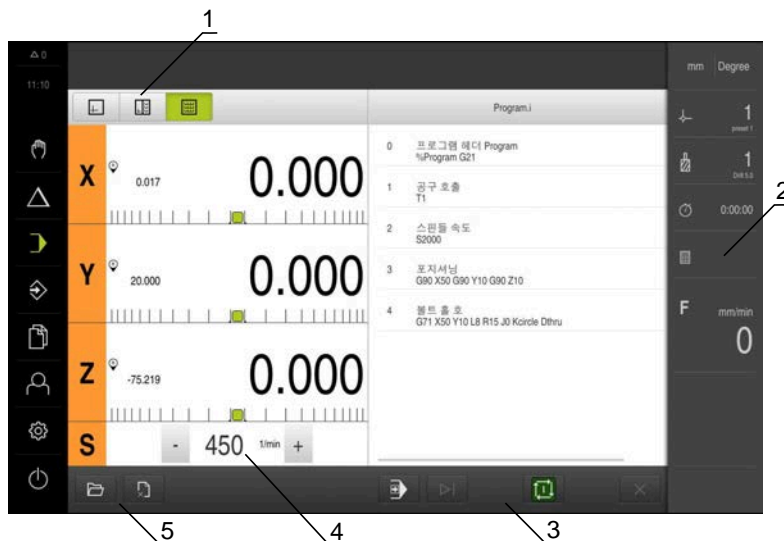 1
△ 0
11:10
mm Degree
Program.i
X 0.017 0.000
Y 20.000 0.000
Z -75.219 0.000
S - 450 1/min +
0 프로그램 헤더 Program
%Program G21
1 공구 호출
T1
2 스핀들 속도
S2000
3 포지셔닝
G90 X50 G90 Y10 G90 Z10
4 볼트 홀 호
G71 X50 Y10 L8 R15 J0 Kcircle Dthru
1
preset 1
1
Drill 5.5
0:00:00
F mm/min
0
2
5
4
3